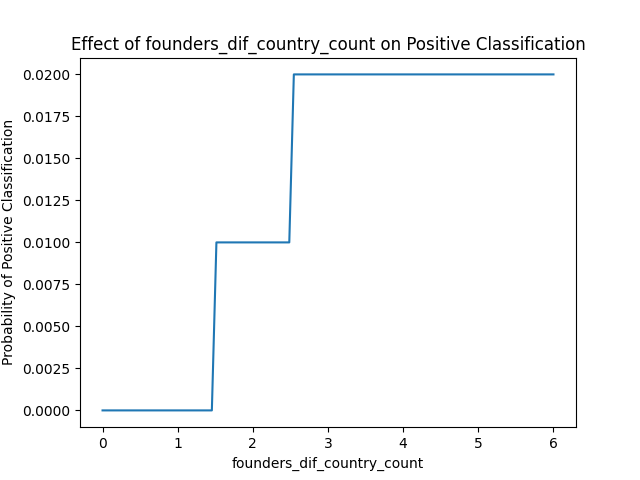 Effect of founders_dif_country_count on Positive Classification
Probability of Positive Classification
0.0200
0.0175
0.0150
0.0125
0.0100
0.0075
0.0050
0.0025
0.0000
0 1 2 3 4 5 6
founders_dif_country_count